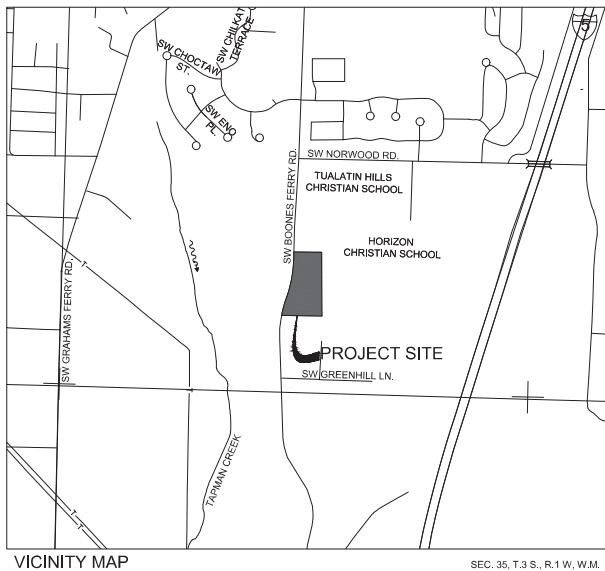 SW CHILKAT
TERRACE
SW CHOCTAW
ST.
SW ENO
PL.
5
SW NORWOOD RD.
TUALATIN HILLS
CHRISTIAN SCHOOL
SW BOONES FERRY RD.
HORIZON
CHRISTIAN SCHOOL
T
SW GRAHAMS FERRY RD.
PROJECT SITE
SW GREENHILL LN.
TAPMAN CREEK
T
T
VICINITY MAP
SEC. 35, T.3 S., R.1 W, W.M.